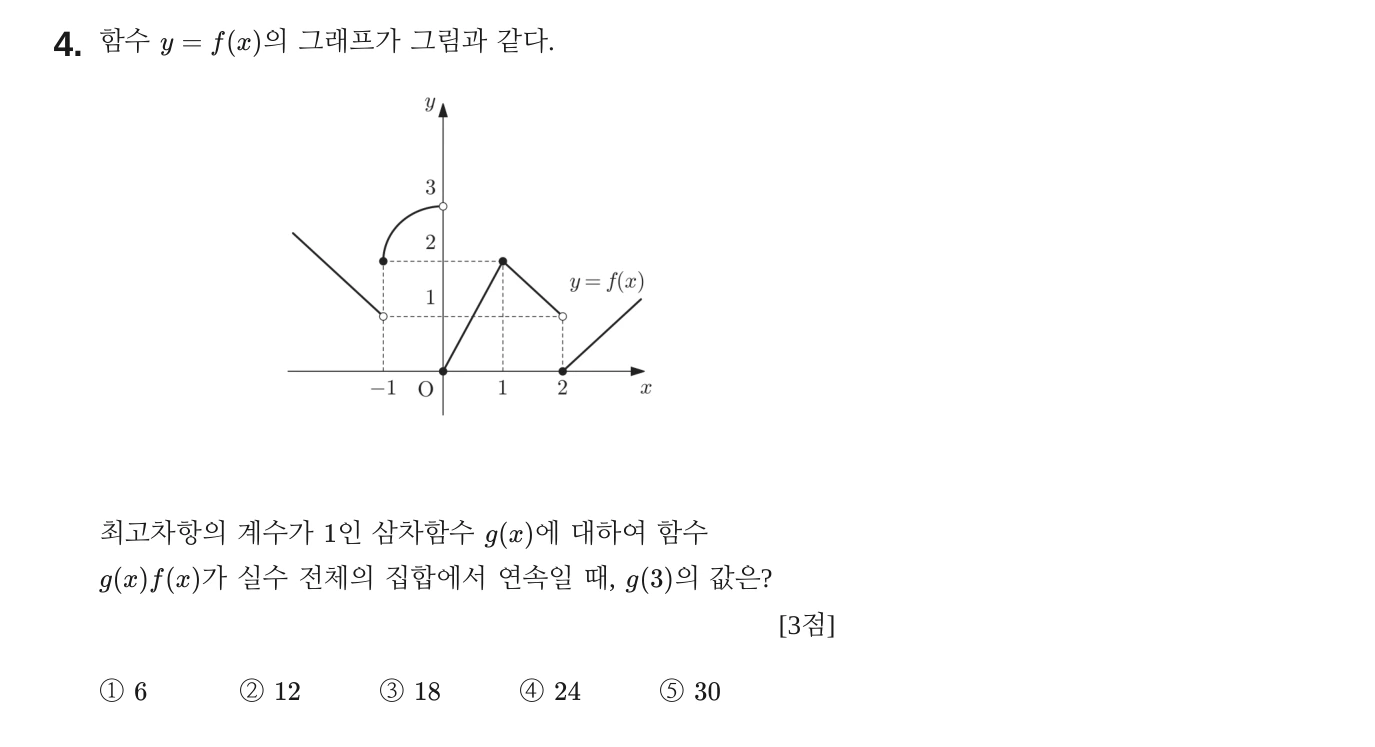 4. 함수 y = f(x)의 그래프가 그림과 같다.
y
3
2
1
y = f(x)
−1 O 1 2 x
최고차항의 계수가 1인 삼차함수 g(x)에 대하여 함수
g(x)f(x)가 실수 전체의 집합에서 연속일 때, g(3)의 값은?
[3점]
① 6 ② 12 ③ 18 ④ 24 ⑤ 30